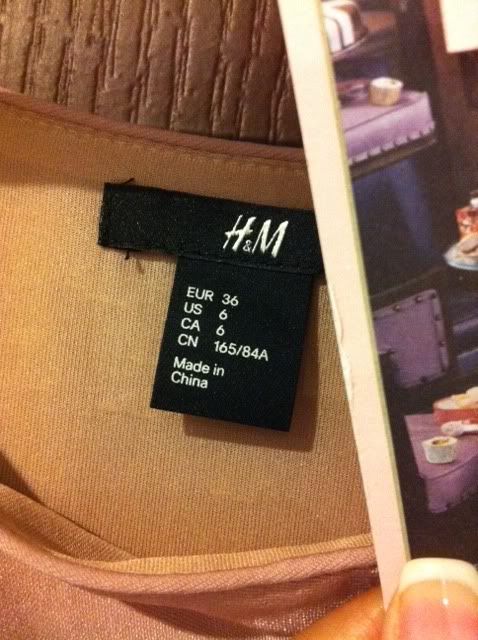 H&M
EUR 36
US 6
CA 6
CN 165/84A
Made in
China